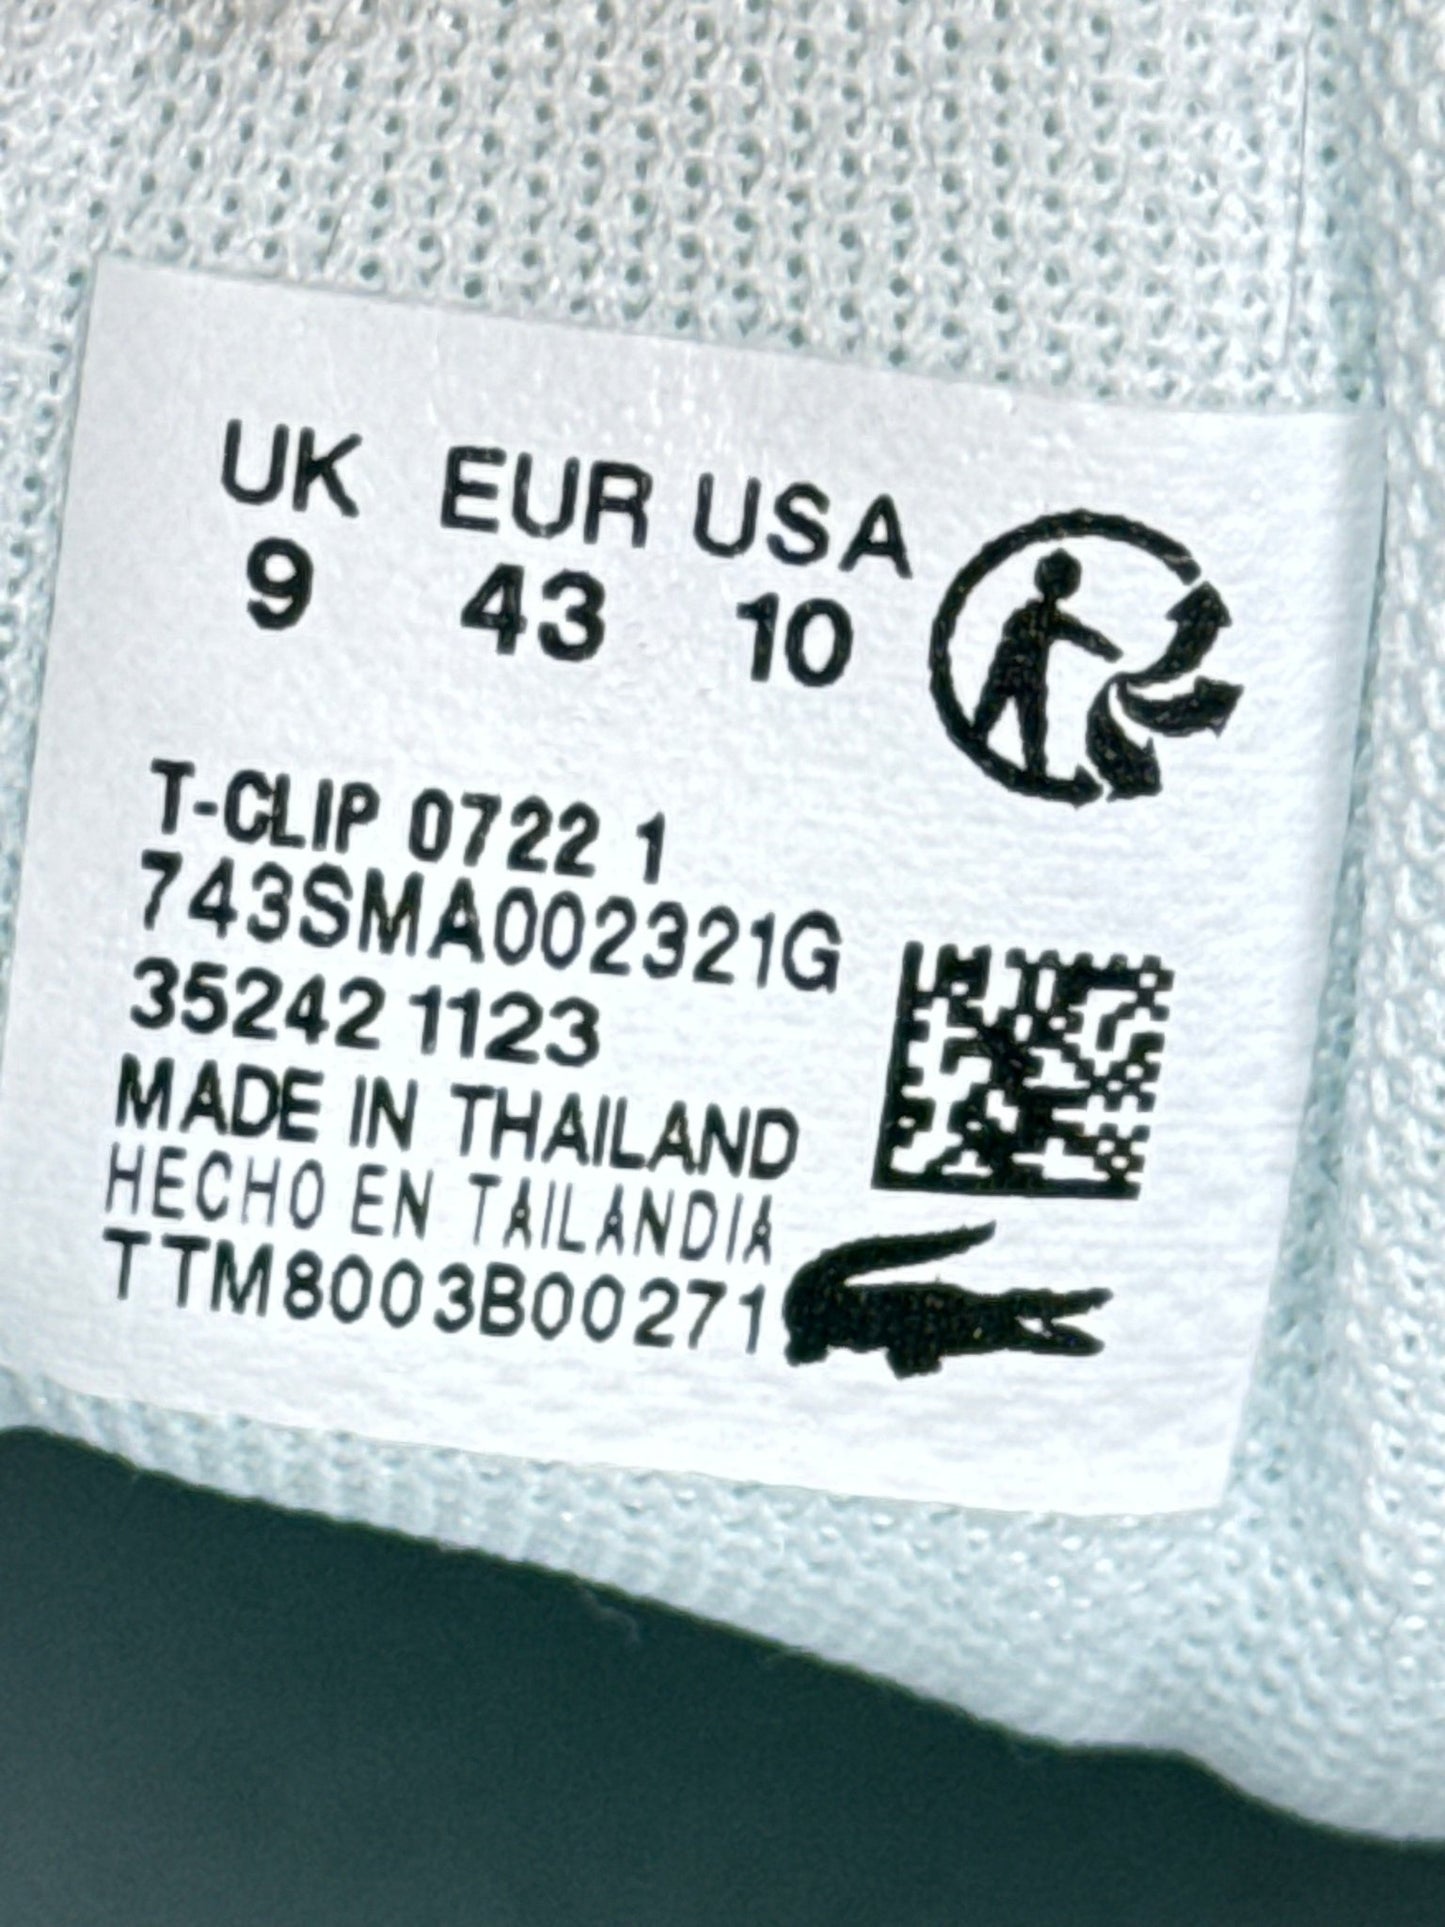 UK EUR USA
9 43 10
T-CLIP 0722 1
743SMA002321G
35242 1123
MADE IN THAILAND
HECHO EN TAILANDIA
TTM8003B00271